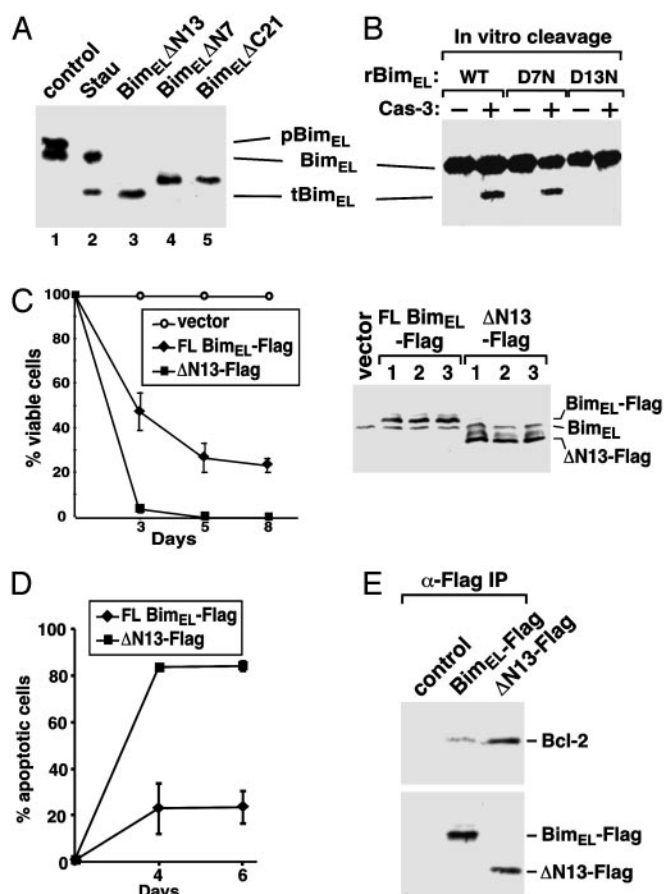 A
control
Stau
BimELΔN13
BimELΔN7
BimELΔC21
pBimEL
BimEL
tBimEL
1 2 3 4 5
B
In vitro cleavage
rBimEL: WT D7N D13N
Cas-3: – + – + – +
C
% viable cells
100
80
60
40
20
0
vector
FL BimEL-Flag
ΔN13-Flag
3 5 8
Days
vector
FL BimEL -Flag
ΔN13 -Flag
1 2 3 1 2 3
BimEL-Flag
BimEL
ΔN13-Flag
D
FL BimEL-Flag
ΔN13-Flag
% apoptotic cells
100
80
60
40
20
0
4 6
Days
E
α-Flag IP
control
BimEL-Flag
ΔN13-Flag
Bcl-2
BimEL-Flag
ΔN13-Flag